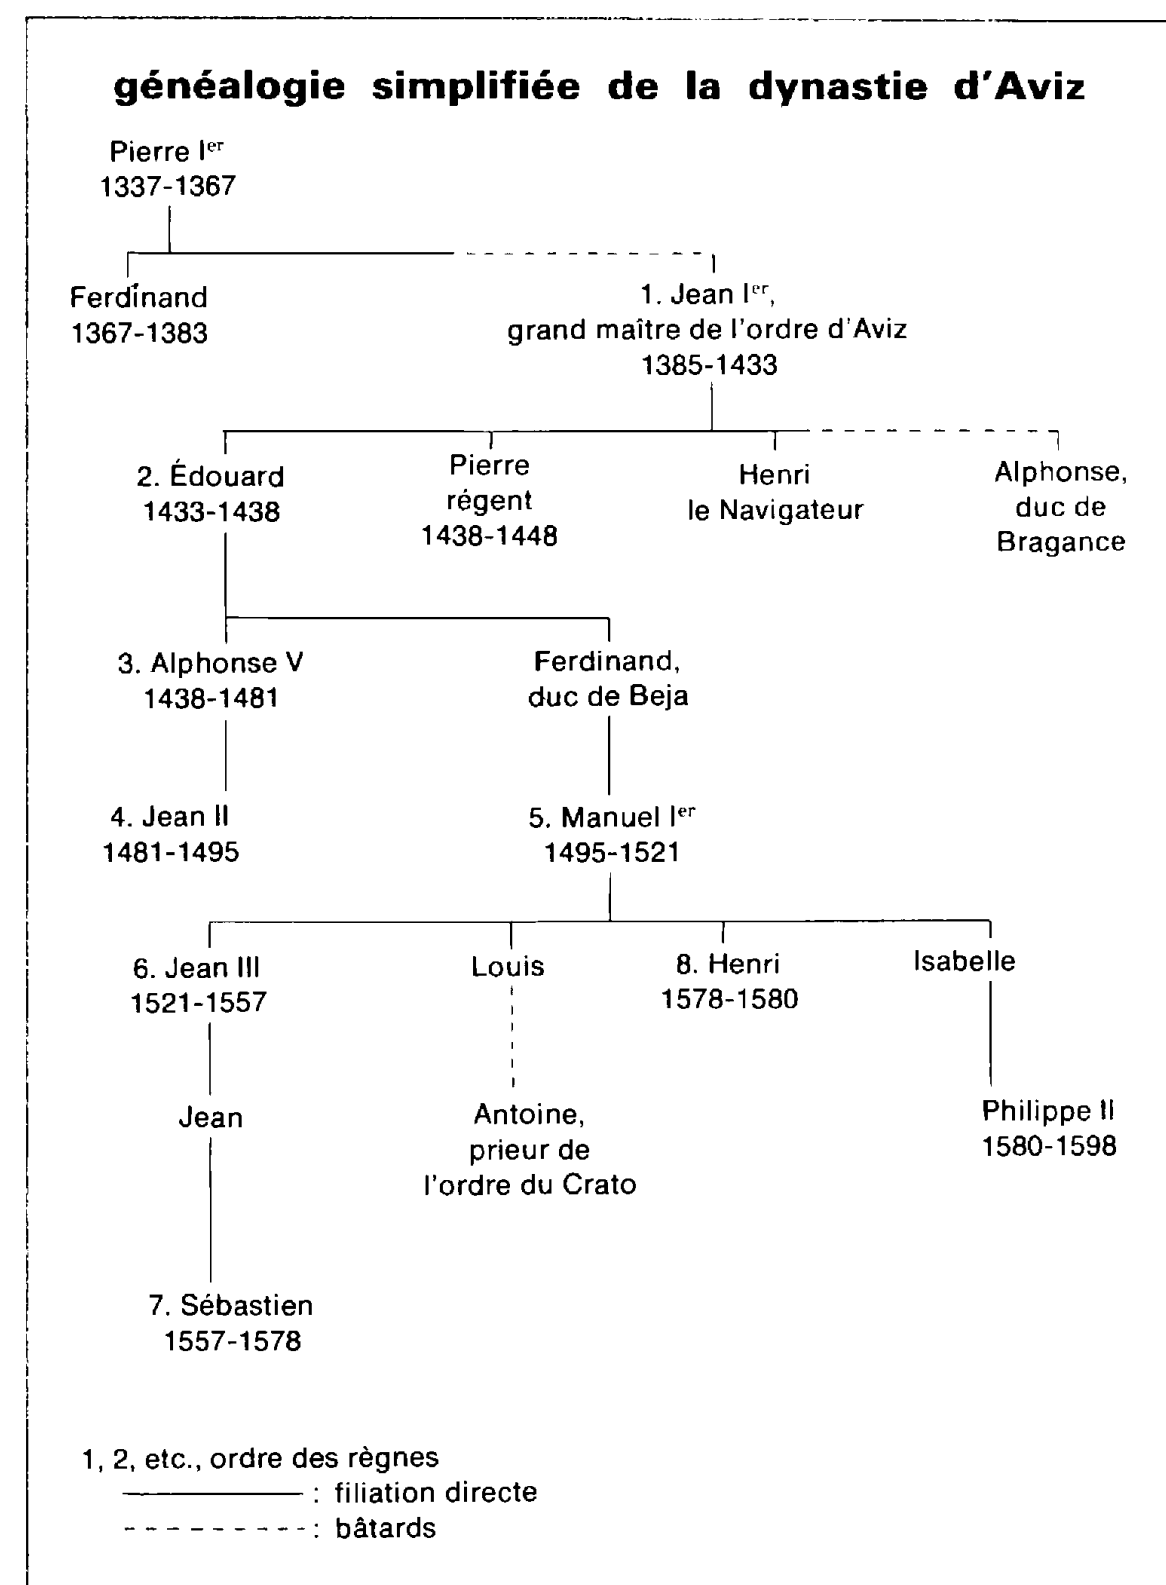 généalogie simplifiée de la dynastie d'Aviz
Pierre Ier
1337-1367
Ferdinand
1367-1383
1. Jean Ier,
grand maître de l'ordre d'Aviz
1385-1433
2. Édouard
1433-1438
Pierre
régent
1438-1448
Henri
le Navigateur
Alphonse,
duc de
Bragance
3. Alphonse V
1438-1481
Ferdinand,
duc de Beja
4. Jean II
1481-1495
5. Manuel Ier
1495-1521
6. Jean III
1521-1557
Louis
8. Henri
1578-1580
Isabelle
Jean
Antoine,
prieur de
l'ordre du Crato
Philippe II
1580-1598
7. Sébastien
1557-1578
1, 2, etc., ordre des règnes
: filiation directe
: bâtards